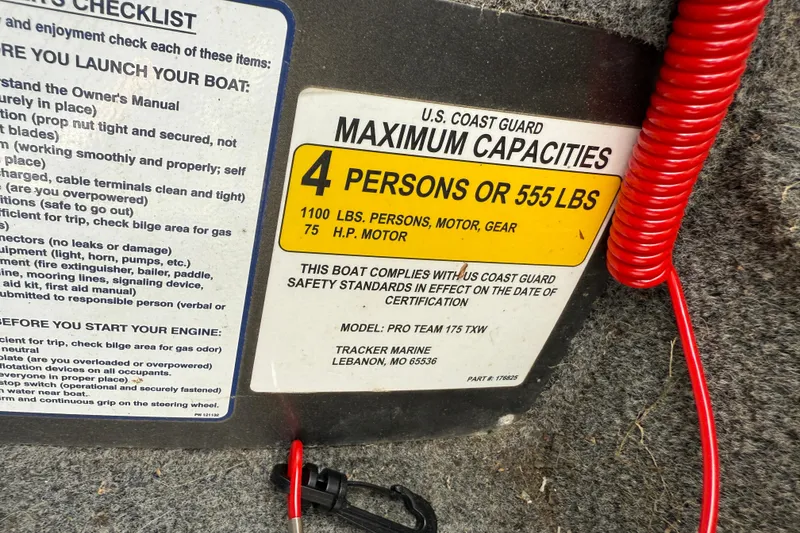 TS CHECKLIST
and enjoyment check each of these items:
RE YOU LAUNCH YOUR BOAT:
rstand the Owner's Manual
urely in place)
tion (prop nut tight and secured, not
t blades)
m (working smoothly and properly; self
place)
charged, cable terminals clean and tight)
(are you overpowered)
itions (safe to go out)
fficient for trip, check bilge area for gas
s)
nectors (no leaks or damage)
uipment (light, horn, pumps, etc.)
ment (fire extinguisher, bailer, paddle,
ine, mooring lines, signaling device,
aid kit, first aid manual)
ubmitted to responsible person (verbal or
BEFORE YOU START YOUR ENGINE:
cient for trip, check bilge area for gas odor)
neutral
plate (are you overloaded or overpowered)
flotation devices on all occupants.
everyone in proper place)
stop switch (operational and securely fastened)
n water near boat.
irm and continuous grip on the steering wheel.
U.S. COAST GUARD
MAXIMUM CAPACITIES
4 PERSONS OR 555 LBS
1100 LBS. PERSONS, MOTOR, GEAR
75 H.P. MOTOR
THIS BOAT COMPLIES WITH US COAST GUARD
SAFETY STANDARDS IN EFFECT ON THE DATE OF
CERTIFICATION
MODEL: PRO TEAM 175 TXW
TRACKER MARINE
LEBANON, MO 65536
PART #: 176825